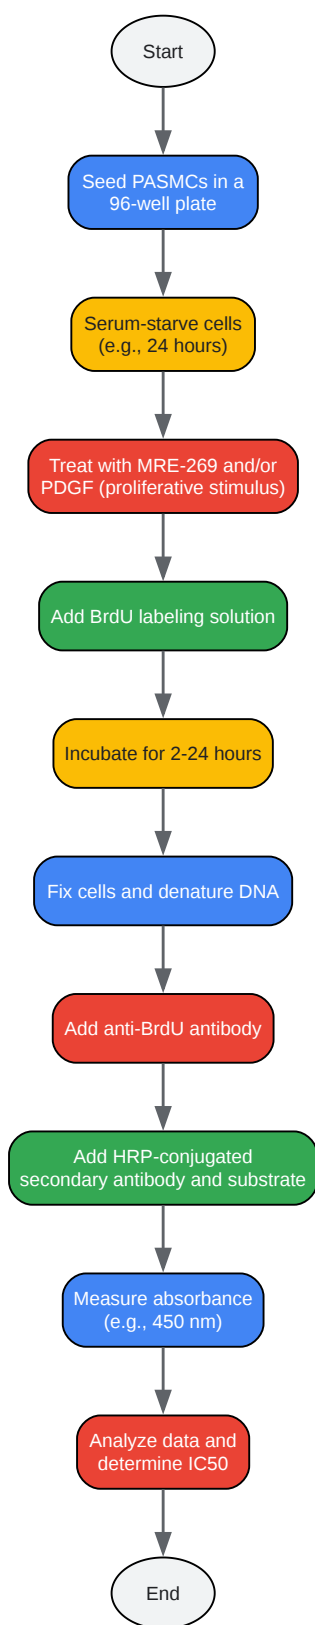 Start
Seed PASMCs in a
96-well plate
Serum-starve cells
(e.g., 24 hours)
Treat with MRE-269 and/or
PDGF (proliferative stimulus)
Add BrdU labeling solution
Incubate for 2-24 hours
Fix cells and denature DNA
Add anti-BrdU antibody
Add HRP-conjugated
secondary antibody and substrate
Measure absorbance
(e.g., 450 nm)
Analyze data and
determine IC50
End